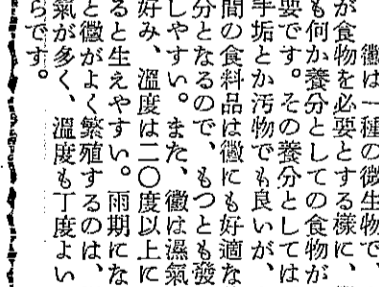 黴は一種の微生物で、
が食物を必要とする樣に、
も何か養分としての食物が
要です。その養分としては
手垢とか汚物でも良いが、
間の食料品は黴にも好適な
分となるので、もつとも發
しやすい。また、黴は濕氣
好み、溫度は二〇度以上に
ると生えやすい。雨期にな
と黴がよく繁殖するのは、
氣が多く、溫度も丁度よい
らです。